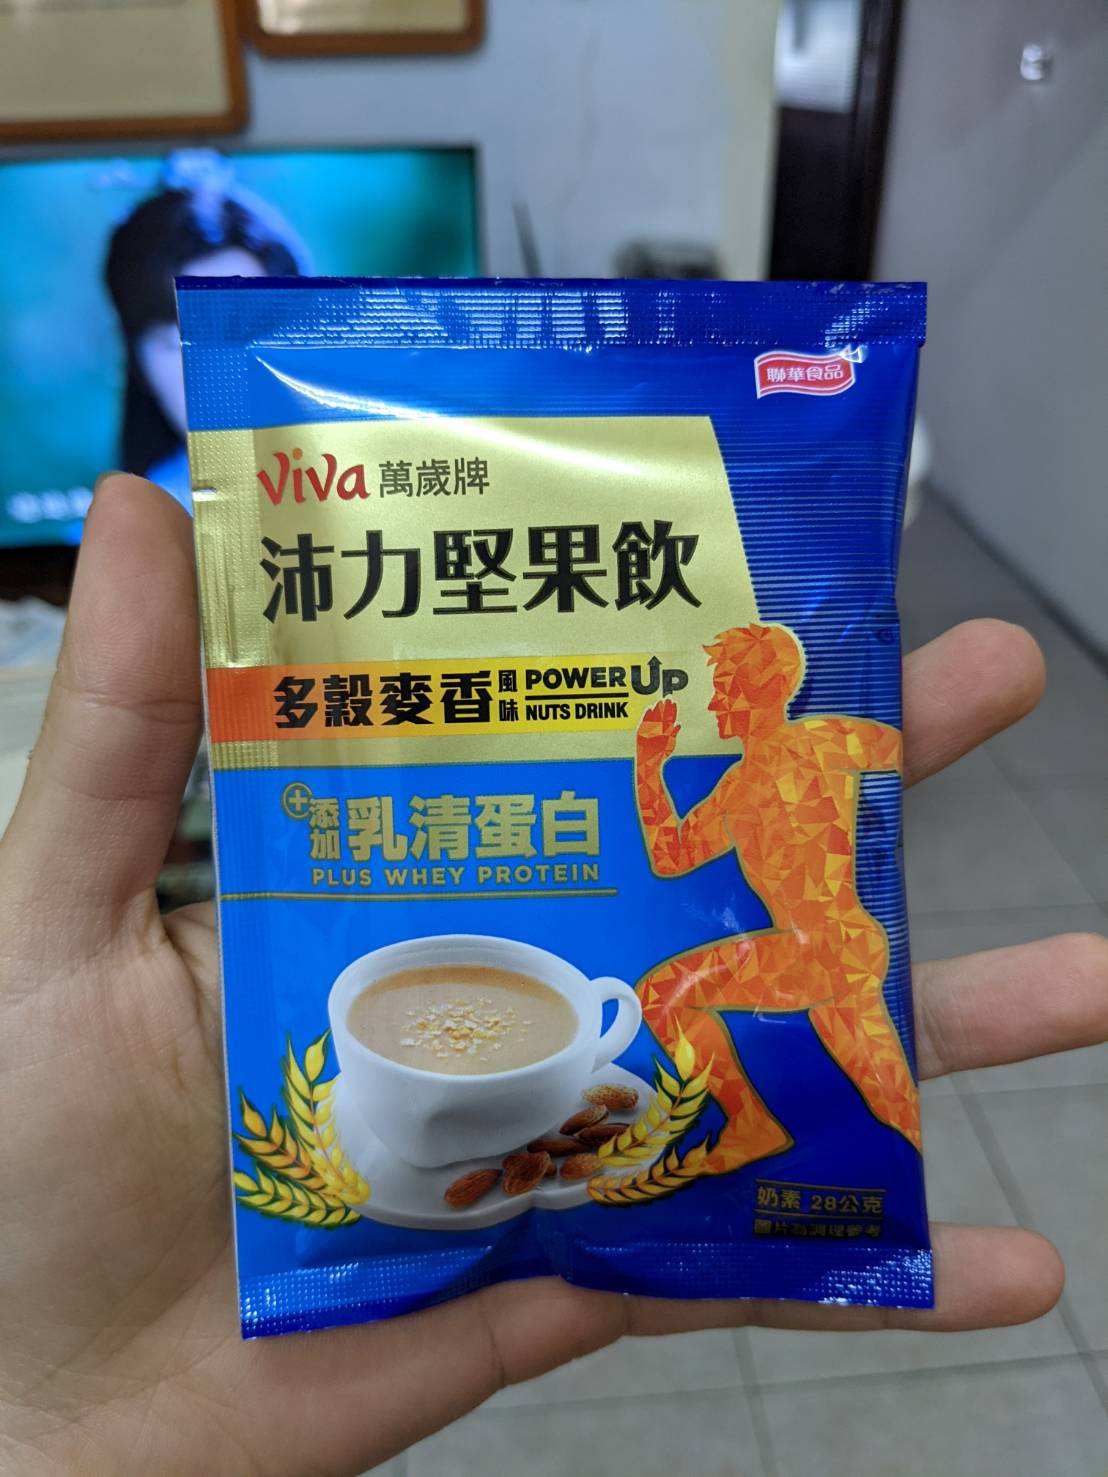 聯華食品
viva 萬歲牌
沛力堅果飲
多穀麥香風味 POWER UP
NUTS DRINK
+添加乳清蛋白
PLUS WHEY PROTEIN
奶素 28公克
圖片為調理參考